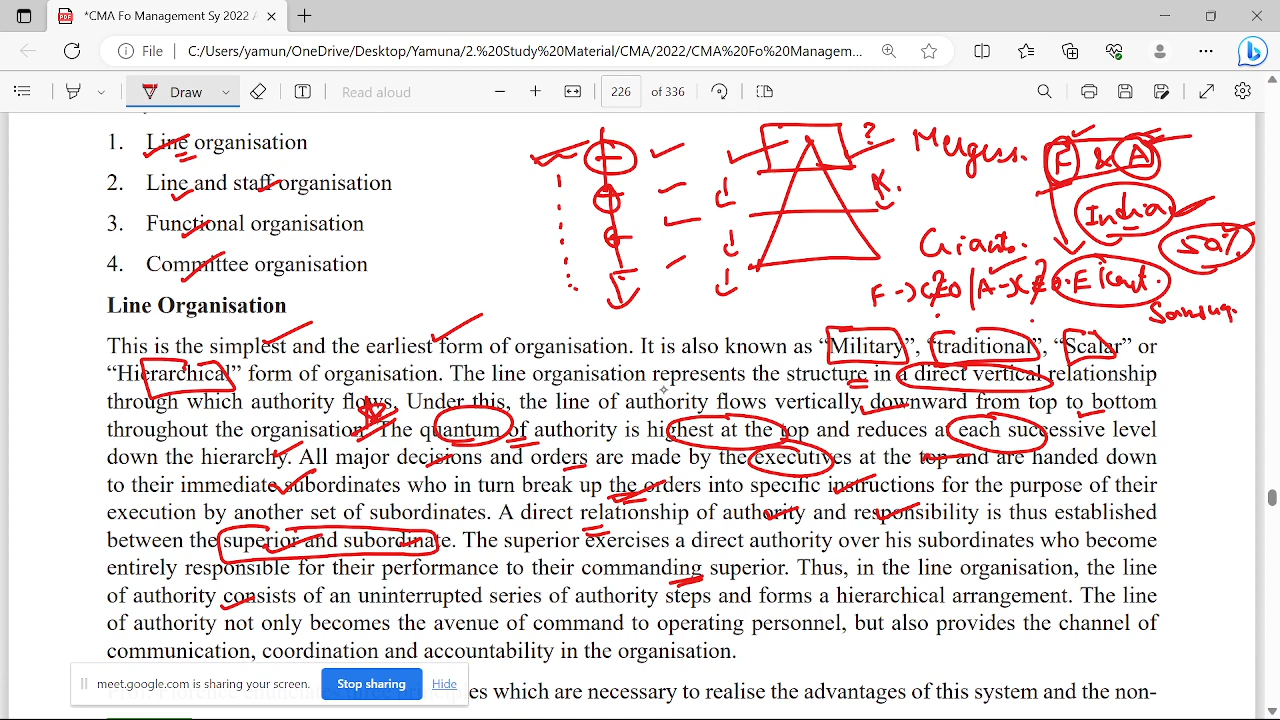 *CMA Fo Management Sy 2022 A
File
C:/Users/yamun/OneDrive/Desktop/Yamuna/2.%20Study%20Material/CMA/2022/CMA%20Fo%20Managem...
Draw
Read aloud
226 of 336
1. Line organisation
2. Line and staff organisation
3. Functional organisation
4. Committee organisation
?
K.
F & A
India
50%
Line Organisation
This is the simplest and the earliest form of organisation. It is also known as “Military”, “traditional”, “Scalar” or
“Hierarchical” form of organisation. The line organisation represents the structure in a direct vertical relationship
through which authority flows. Under this, the line of authority flows vertically downward from top to bottom
throughout the organisation. The quantum of authority is highest at the top and reduces at each successive level
down the hierarchy. All major decisions and orders are made by the executives at the top and are handed down
to their immediate subordinates who in turn break up the orders into specific instructions for the purpose of their
execution by another set of subordinates. A direct relationship of authority and responsibility is thus established
between the superior and subordinate. The superior exercises a direct authority over his subordinates who become
entirely responsible for their performance to their commanding superior. Thus, in the line organisation, the line
of authority consists of an uninterrupted series of authority steps and forms a hierarchical arrangement. The line
of authority not only becomes the avenue of command to operating personnel, but also provides the channel of
communication, coordination and accountability in the organisation.
meet.google.com is sharing your screen. Stop sharing Hide
which are necessary to realise the advantages of this system and the non-